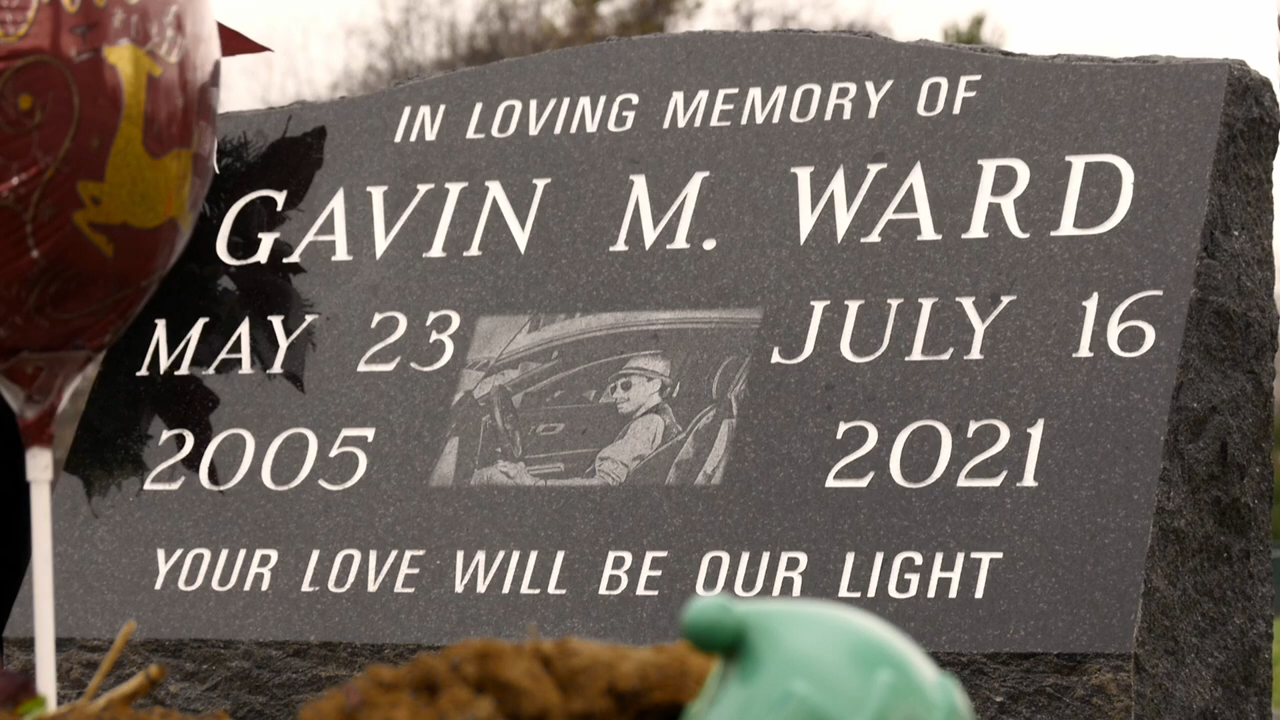 IN LOVING MEMORY OF
GAVIN M. WARD
MAY 23
2005
JULY 16
2021
YOUR LOVE WILL BE OUR LIGHT